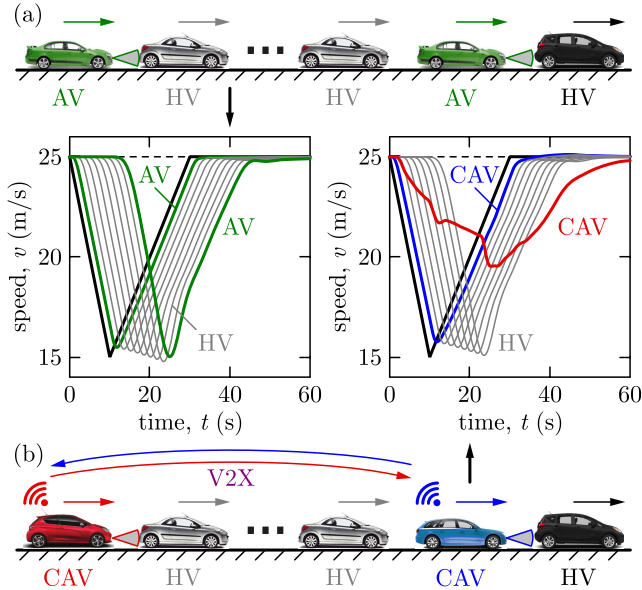 (a)
AV HV HV AV HV
25 20 15
speed, v (m/s)
AV
AV
HV
0 20 40 60
time, t (s)
25 20 15
speed, v (m/s)
CAV
CAV
HV
0 20 40 60
time, t (s)
(b)
V2X
CAV HV HV CAV HV